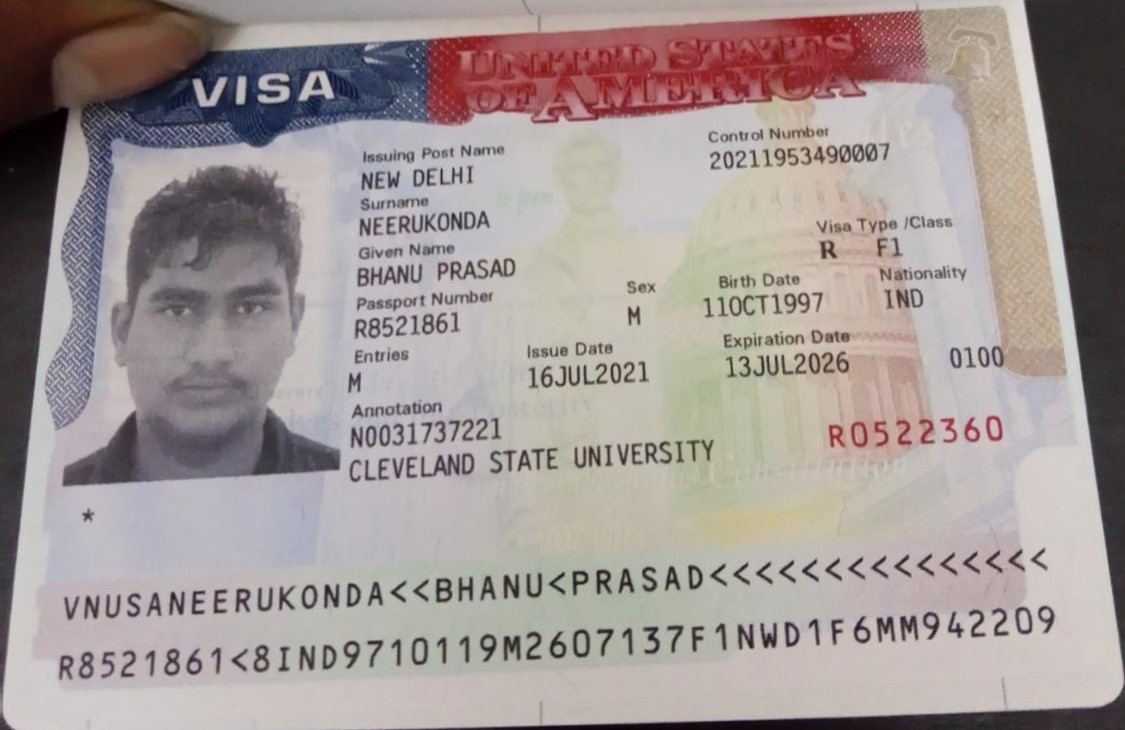 VISA
UNITED STATES
OF AMERICA
Issuing Post Name
NEW DELHI
Control Number
20211953490007
Surname
NEERUKONDA
Visa Type /Class
R F1
Given Name
BHANU PRASAD
Passport Number
R8521861
Sex
M
Birth Date
11OCT1997
Nationality
IND
Entries
M
Issue Date
16JUL2021
Expiration Date
13JUL2026
0100
Annotation
N0031737221
CLEVELAND STATE UNIVERSITY
R0522360
*
VNUSANEERUKONDA<<BHANU<PRASAD<<<<<<<<<<<<<<<
R8521861<8IND9710119M2607137F1NWD1F6MM942209